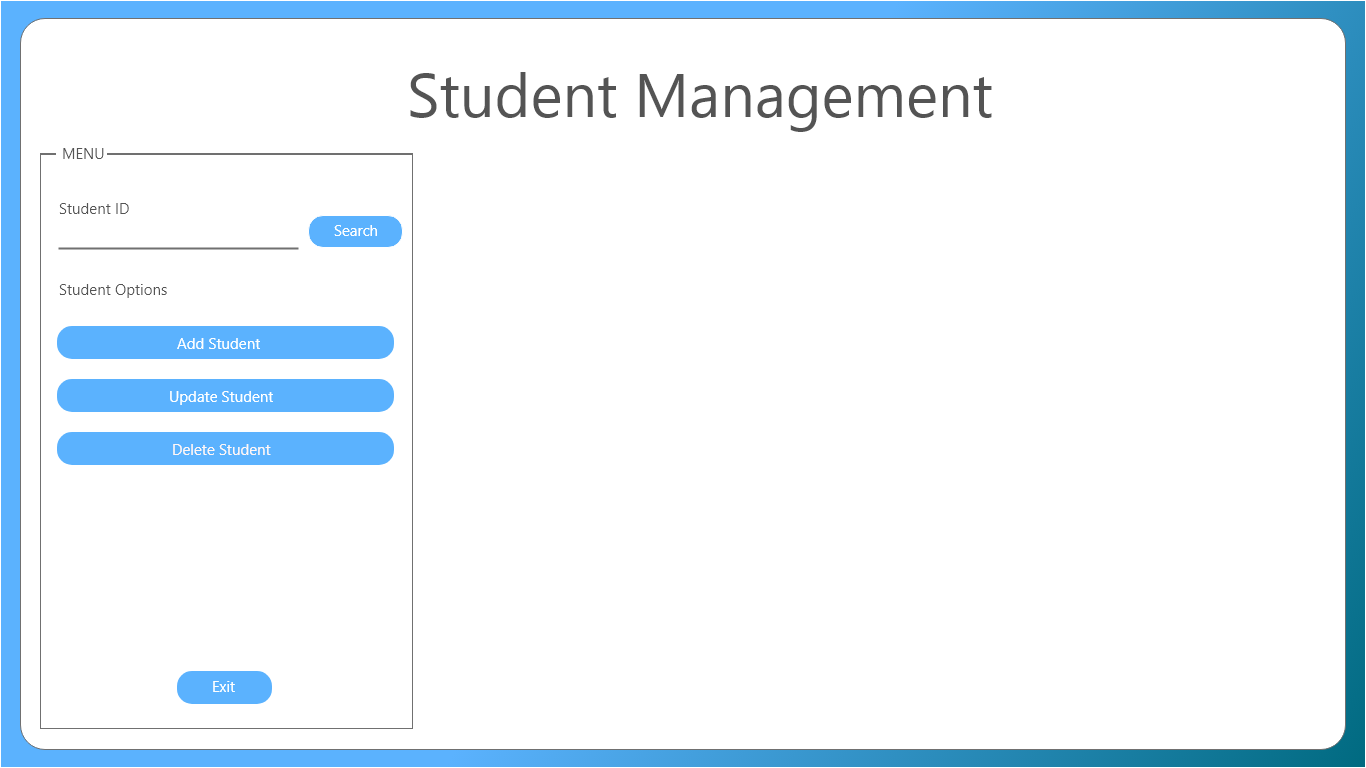 Student Management
MENU
Student ID
Search
Student Options
Add Student
Update Student
Delete Student
Exit